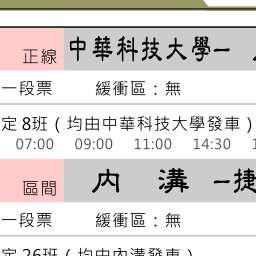 正線 中華科技大學－
一段票 緩衝區：無
定 8班（均由中華科技大學發車）
07:00 09:00 11:00 14:30
區間 內 溝－捷
一段票 緩衝區：無
定 26班（均由內溝發車）